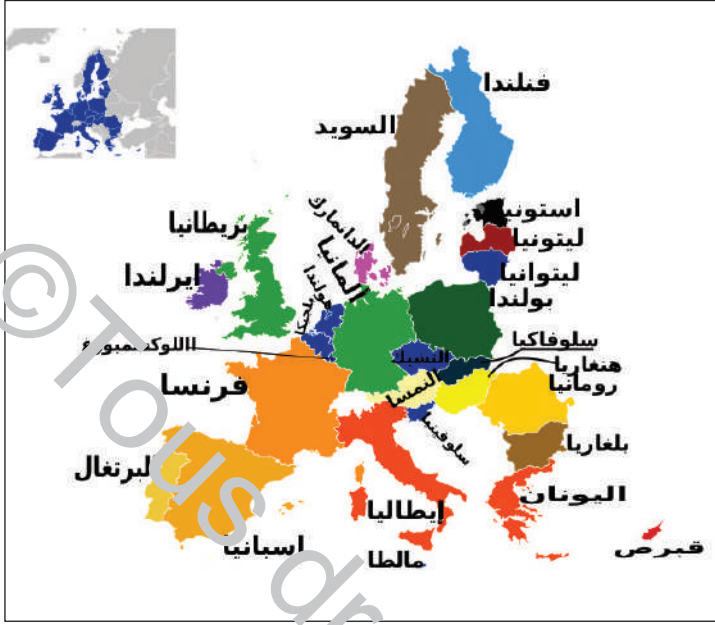 فنلندا
السويد
استونيا
ليتونيا
ليتوانيا
بولندا
الدانمارك
المانيا
هولندا
بلجيكا
بريطانيا
ايرلندا
فرنسا
سلوفاكيا
هنغاريا
رومانيا
التشيك
النمسا
سلوفينيا
بلغاريا
البرتغال
اسبانيا
إيطاليا
مالطا
اليونان
قبرص
© Tous dr